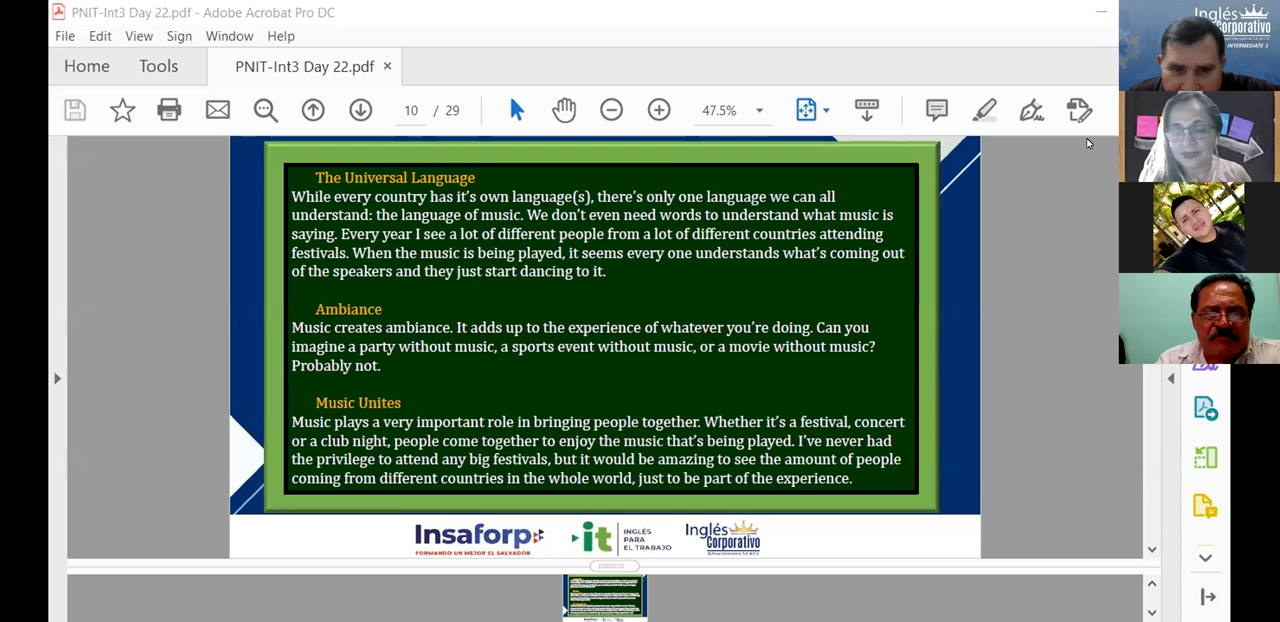 PNIT-Int3 Day 22.pdf - Adobe Acrobat Pro DC
File Edit View Sign Window Help
Home Tools PNIT-Int3 Day 22.pdf ×
10 / 29 47.5%
Inglés
Corporativo
INTERMEDIATE 3
The Universal Language
While every country has it's own language(s), there's only one language we can all
understand: the language of music. We don't even need words to understand what music is
saying. Every year I see a lot of different people from a lot of different countries attending
festivals. When the music is being played, it seems every one understands what's coming out
of the speakers and they just start dancing to it.
Ambiance
Music creates ambiance. It adds up to the experience of whatever you're doing. Can you
imagine a party without music, a sports event without music, or a movie without music?
Probably not.
Music Unites
Music plays a very important role in bringing people together. Whether it's a festival, concert
or a club night, people come together to enjoy the music that's being played. I've never had
the privilege to attend any big festivals, but it would be amazing to see the amount of people
coming from different countries in the whole world, just to be part of the experience.
Insaforp
FORMANDO UN MEJOR EL SALVADOR
it INGLÉS
PARA
EL TRABAJO
Inglés
Corporativo